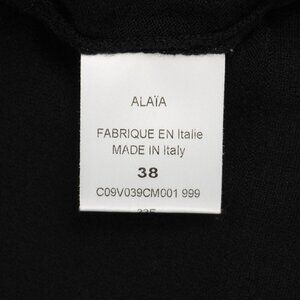 ALAÏA
FABRIQUE EN Italie
MADE IN Italy
38
C09V039CM001 999